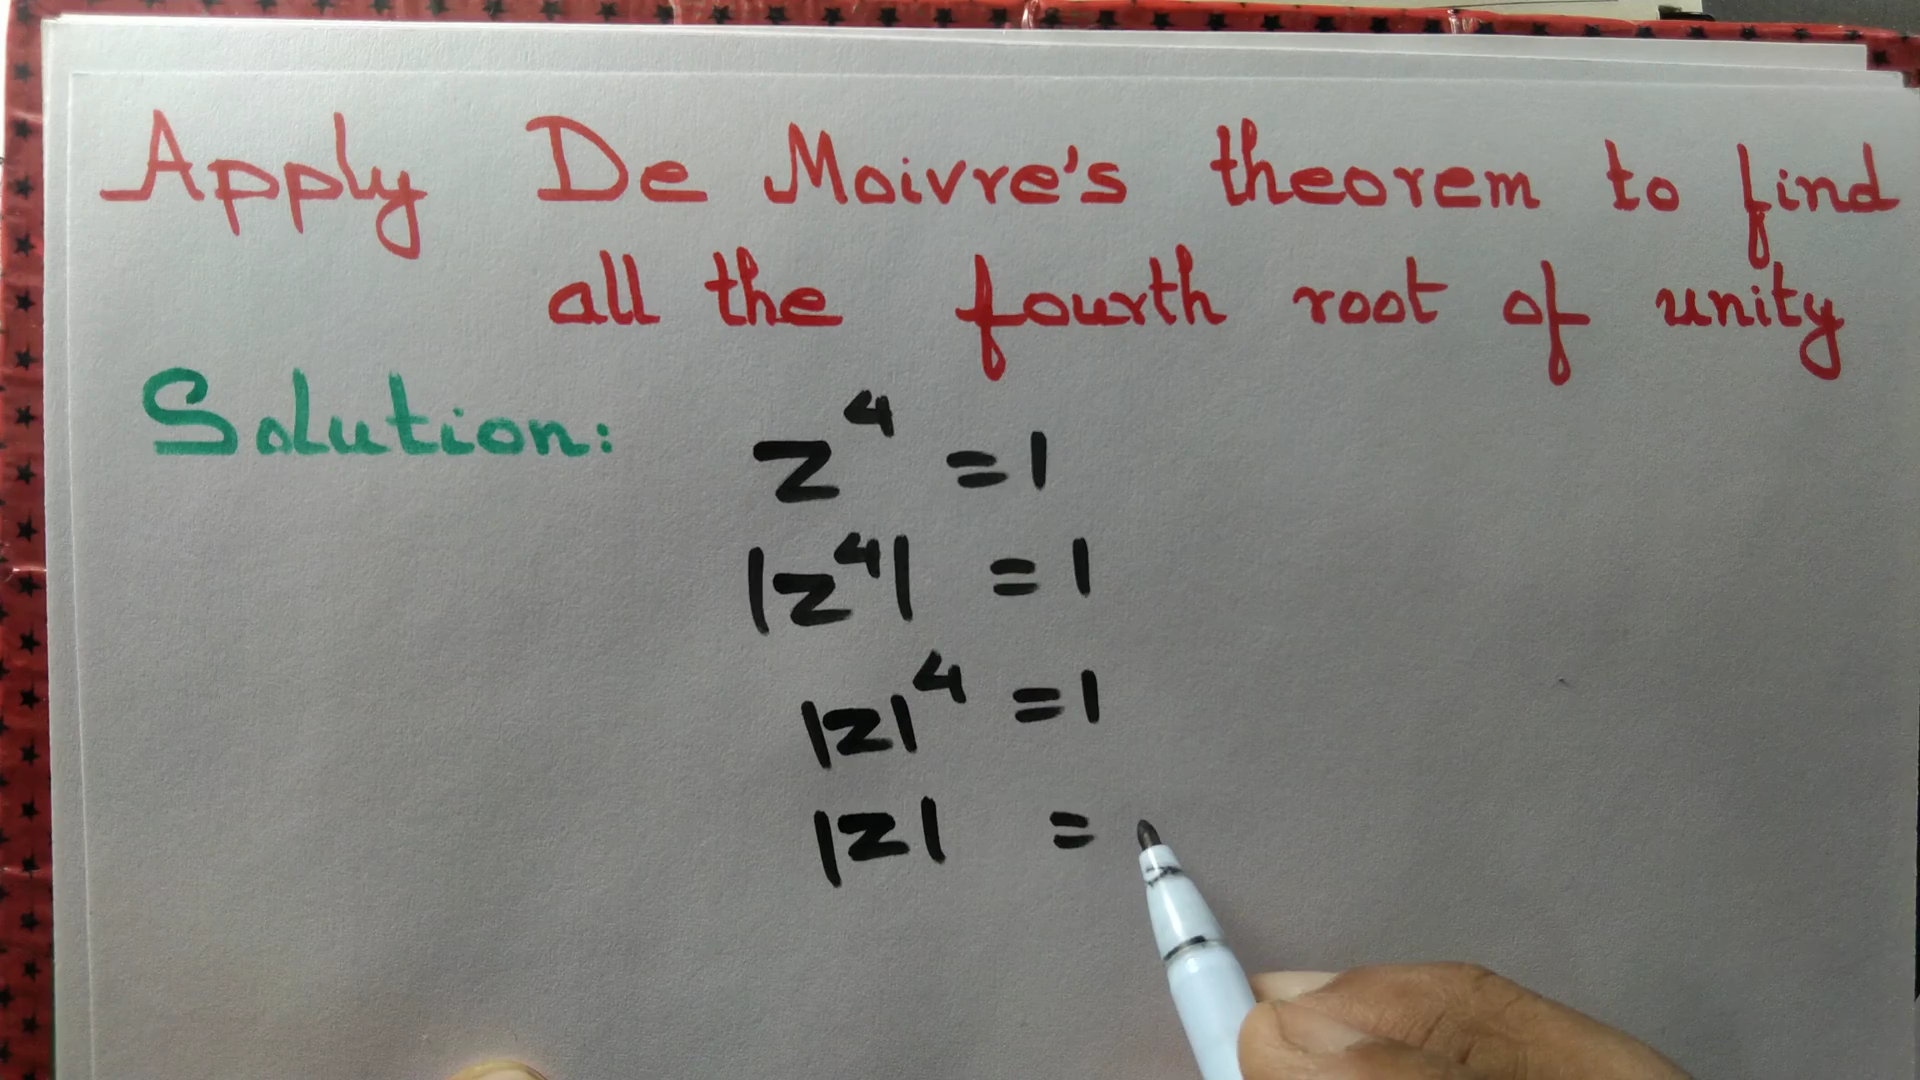 Apply De Moivre's theorem to find
all the fourth root of unity
Solution: z⁴ = 1
|z⁴| = 1
|z|⁴ = 1
|z| =